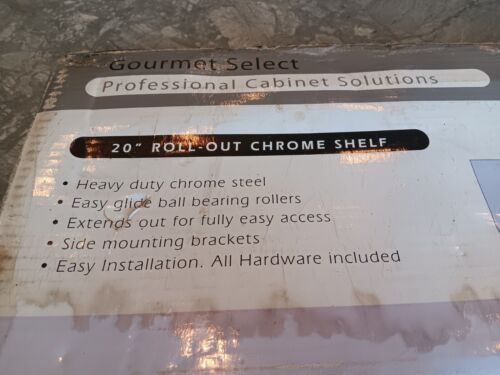 Gourmet Select
Professional Cabinet Solutions
20" ROLL-OUT CHROME SHELF
• Heavy duty chrome steel
• Easy glide ball bearing rollers
• Extends out for fully easy access
• Side mounting brackets
• Easy Installation. All Hardware included